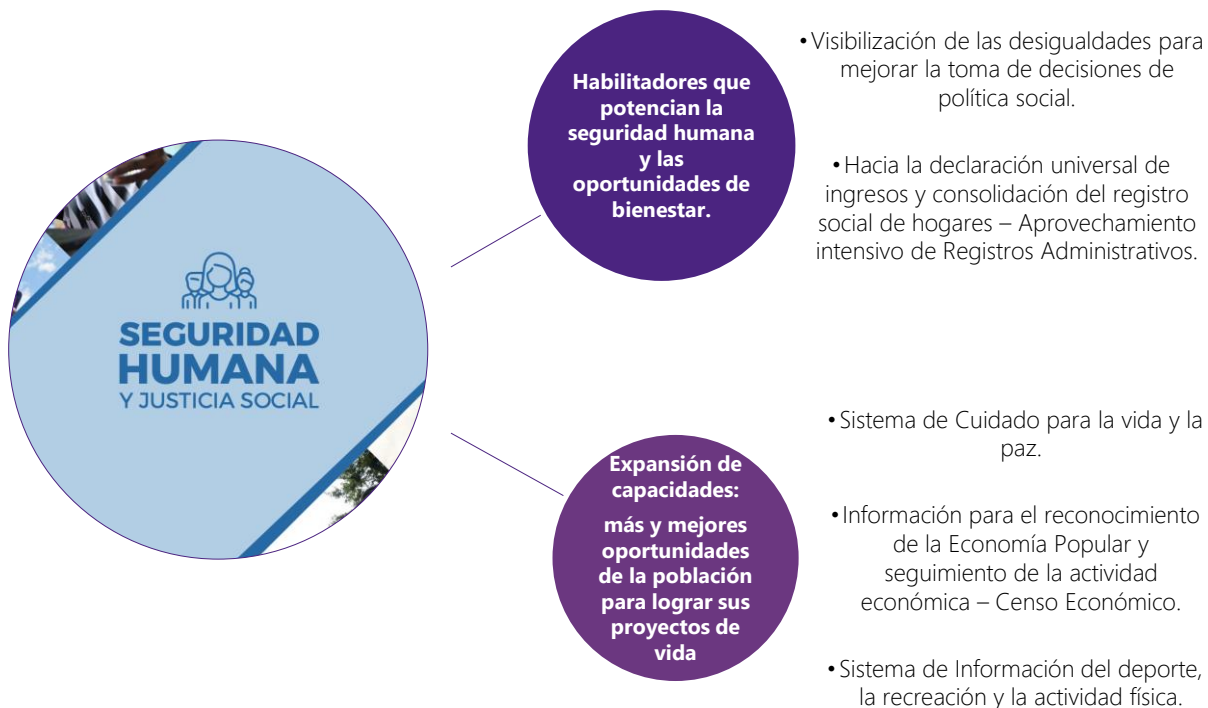 SEGURIDAD
HUMANA
Y JUSTICIA SOCIAL
Habilitadores que
potencian la
seguridad humana
y las
oportunidades de
bienestar.
•Visibilización de las desigualdades para
mejorar la toma de decisiones de
política social.
•Hacia la declaración universal de
ingresos y consolidación del registro
social de hogares – Aprovechamiento
intensivo de Registros Administrativos.
Expansión de
capacidades:
más y mejores
oportunidades
de la población
para lograr sus
proyectos de
vida
•Sistema de Cuidado para la vida y la
paz.
•Información para el reconocimiento
de la Economía Popular y
seguimiento de la actividad
económica – Censo Económico.
•Sistema de Información del deporte,
la recreación y la actividad física.